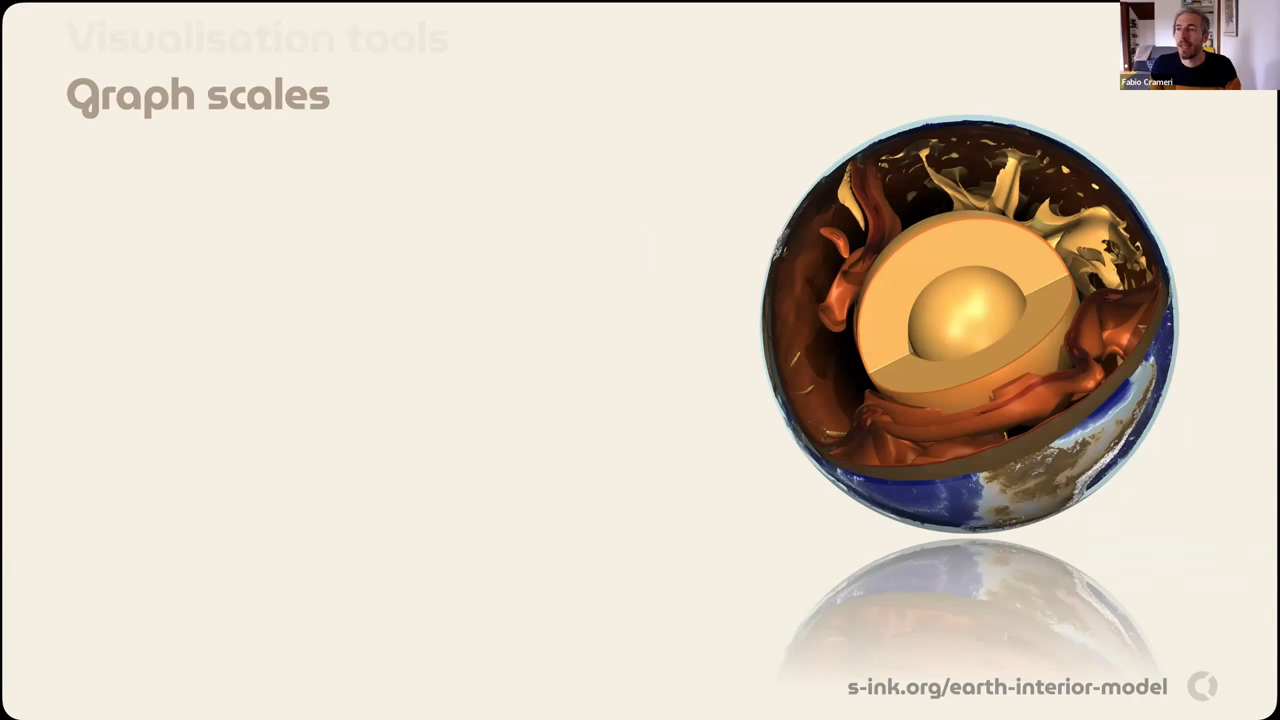 Visualisation tools
Graph scales
Fabio Crameri
s-ink.org/earth-interior-model